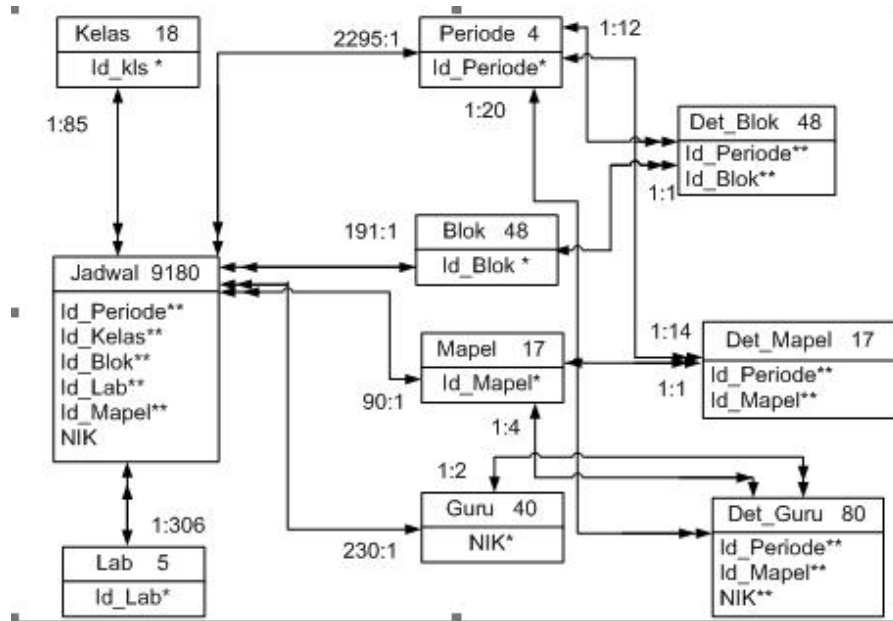 Kelas 18
Id_kls *
1:85
2295:1
Periode 4
Id_Periode*
1:12
1:20
Det_Blok 48
Id_Periode**
Id_Blok**
1:1
191:1
Blok 48
Id_Blok *
Jadwal 9180
Id_Periode**
Id_Kelas**
Id_Blok**
Id_Lab**
Id_Mapel**
NIK
Mapel 17
Id_Mapel*
90:1
1:14
Det_Mapel 17
Id_Periode**
Id_Mapel**
1:1
1:4
1:2
Guru 40
NIK*
230:1
Det_Guru 80
Id_Periode**
Id_Mapel**
NIK**
1:306
Lab 5
Id_Lab*